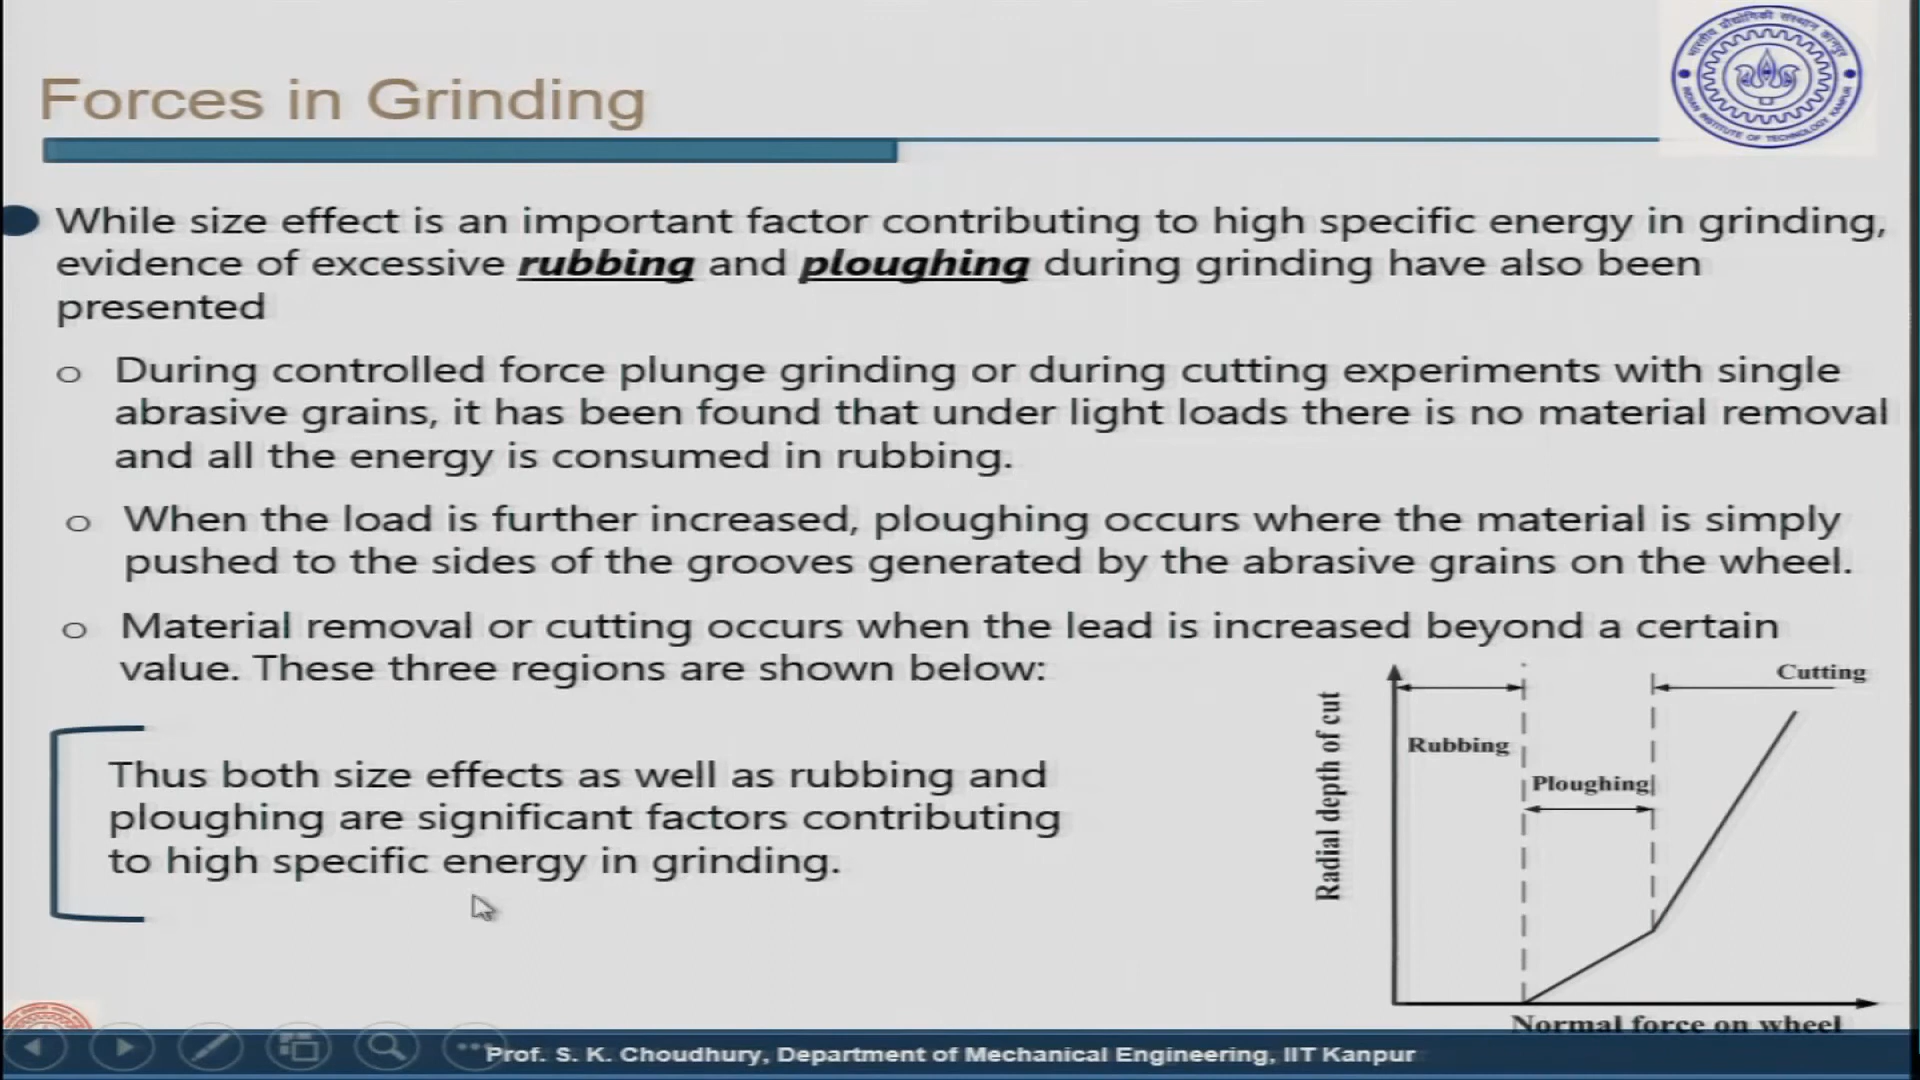 Forces in Grinding
भारतीय प्रौद्योगिकी संस्थान कानपुर
INDIAN INSTITUTE OF TECHNOLOGY KANPUR
While size effect is an important factor contributing to high specific energy in grinding,
evidence of excessive rubbing and ploughing during grinding have also been
presented
o During controlled force plunge grinding or during cutting experiments with single
abrasive grains, it has been found that under light loads there is no material removal
and all the energy is consumed in rubbing.
o When the load is further increased, ploughing occurs where the material is simply
pushed to the sides of the grooves generated by the abrasive grains on the wheel.
o Material removal or cutting occurs when the lead is increased beyond a certain
value. These three regions are shown below:
Thus both size effects as well as rubbing and
ploughing are significant factors contributing
to high specific energy in grinding.
Cutting
Rubbing
Ploughing
Radial depth of cut
Normal force on wheel
Prof. S. K. Choudhury, Department of Mechanical Engineering, IIT Kanpur